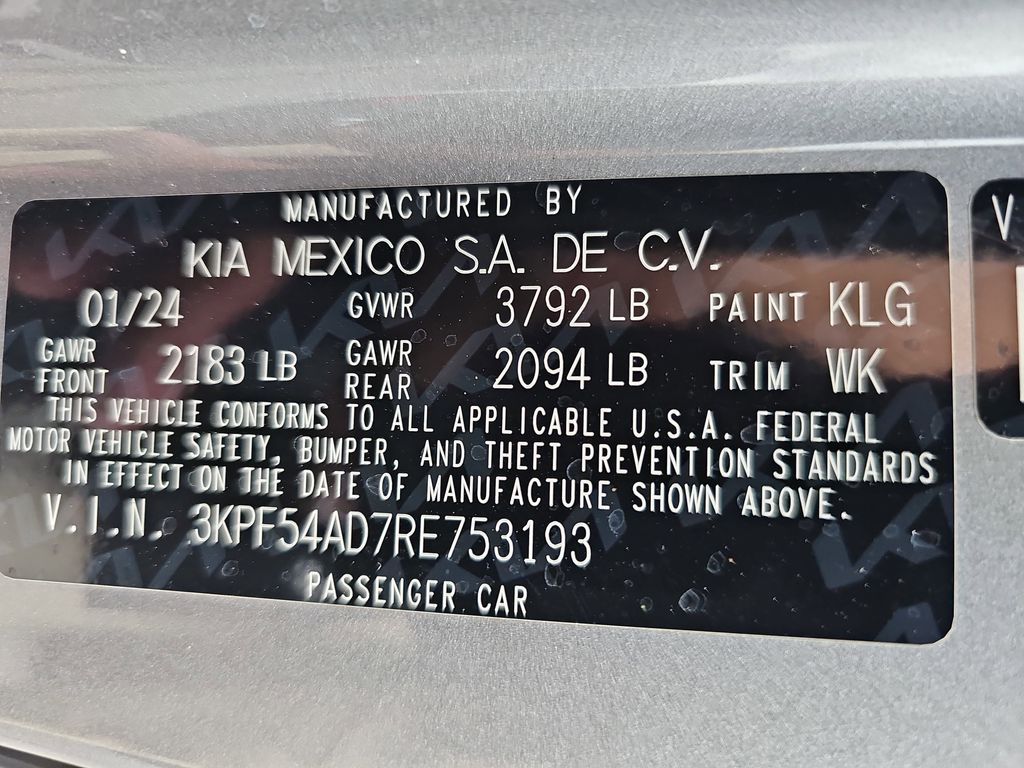 MANUFACTURED BY
KIA MEXICO S.A. DE C.V.
01/24 GVWR 3792 LB PAINT KLG
GAWR FRONT 2183 LB GAWR REAR 2094 LB TRIM WK
THIS VEHICLE CONFORMS TO ALL APPLICABLE U.S.A. FEDERAL
MOTOR VEHICLE SAFETY, BUMPER, AND THEFT PREVENTION STANDARDS
IN EFFECT ON THE DATE OF MANUFACTURE SHOWN ABOVE.
V.I.N. 3KPF54AD7RE753193
PASSENGER CAR
V